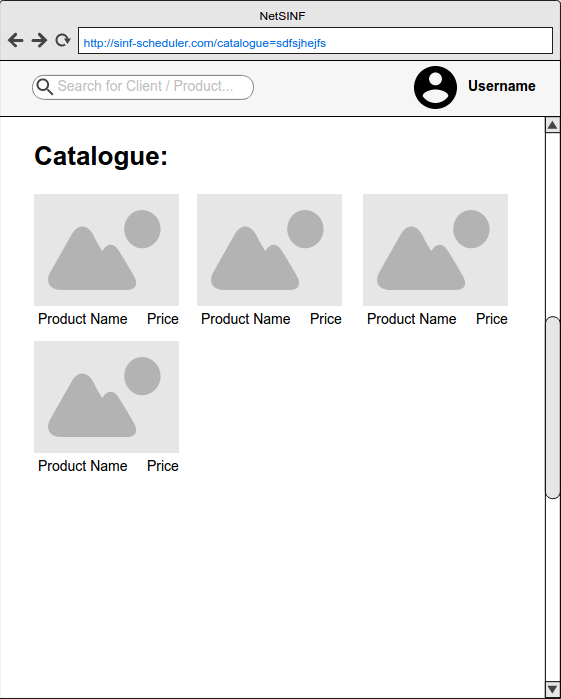 NetSINF
http://sinf-scheduler.com/catalogue=sdfsjhejfs
Search for Client / Product...
Username
Catalogue:
Product Name Price Product Name Price Product Name Price
Product Name Price